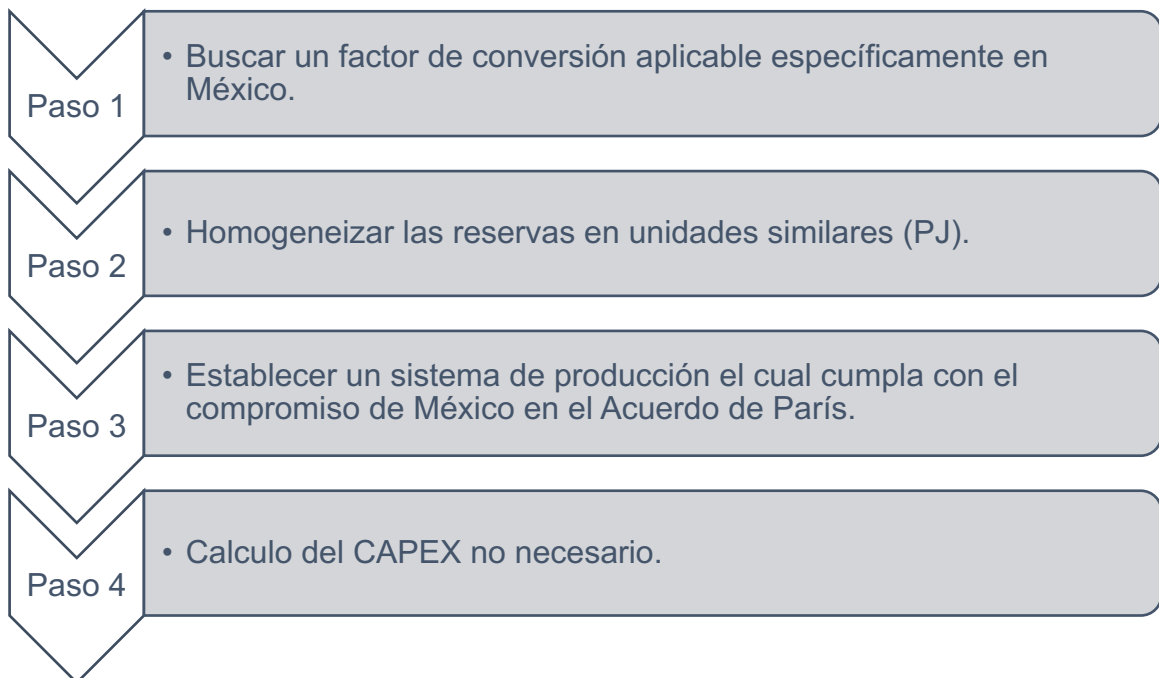 Paso 1
• Buscar un factor de conversión aplicable específicamente en
México.
Paso 2
• Homogeneizar las reservas en unidades similares (PJ).
Paso 3
• Establecer un sistema de producción el cual cumpla con el
compromiso de México en el Acuerdo de París.
Paso 4
• Calculo del CAPEX no necesario.